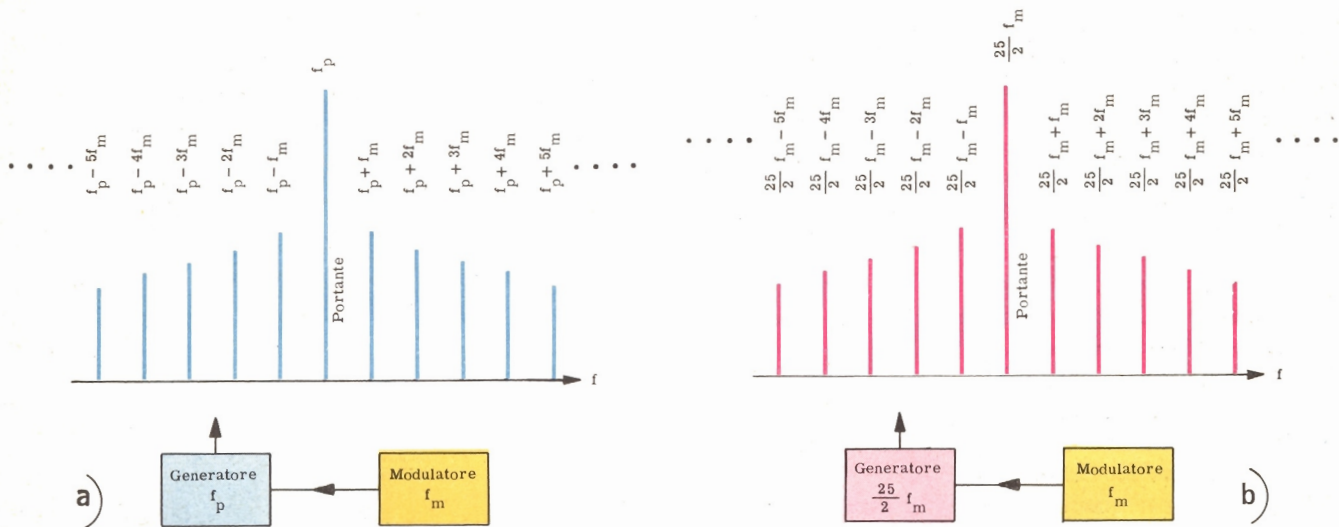 f_p
f_p − 5f_m
f_p − 4f_m
f_p − 3f_m
f_p − 2f_m
f_p − f_m
f_p + f_m
f_p + 2f_m
f_p + 3f_m
f_p + 4f_m
f_p + 5f_m
Portante
f
Generatore
f_p
Modulatore
f_m
a)
25/2 f_m
25/2 f_m − 5f_m
25/2 f_m − 4f_m
25/2 f_m − 3f_m
25/2 f_m − 2f_m
25/2 f_m − f_m
25/2 f_m + f_m
25/2 f_m + 2f_m
25/2 f_m + 3f_m
25/2 f_m + 4f_m
25/2 f_m + 5f_m
Portante
f
Generatore
25/2 f_m
Modulatore
f_m
b)